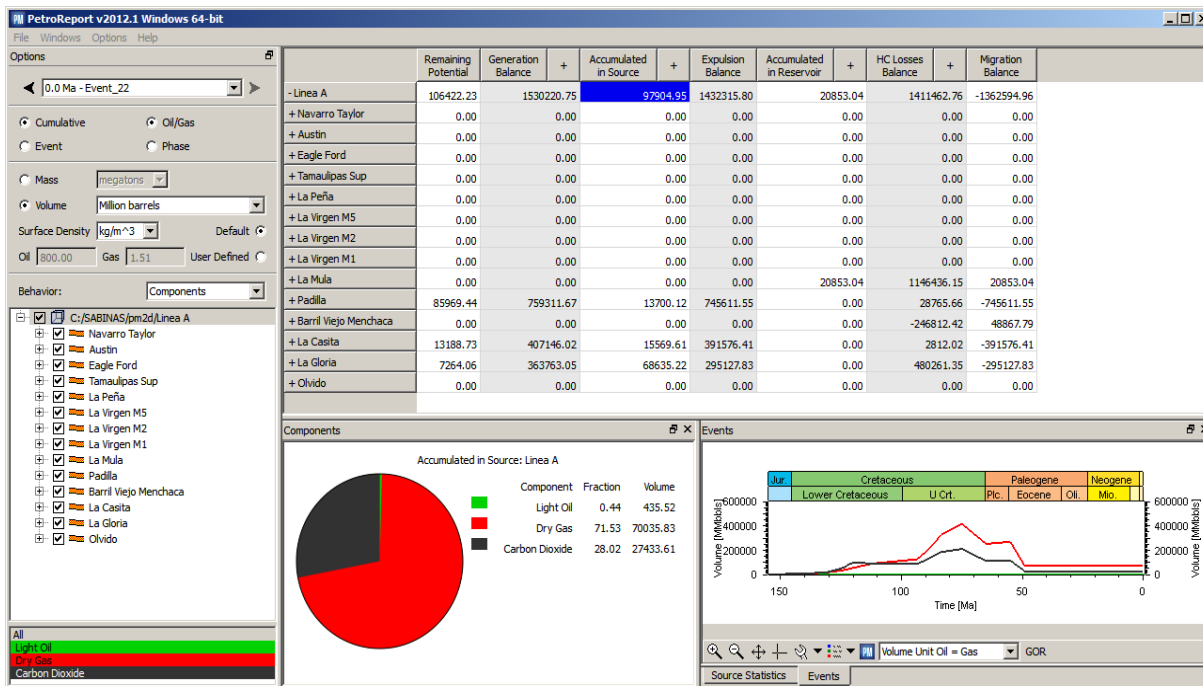 PM PetroReport v2012.1 Windows 64-bit
File Windows Options Help
Options
0.0 Ma - Event_22
Cumulative Oil/Gas
Event Phase
Mass megatons
Volume Million barrels
Surface Density kg/m^3 Default
Oil 800.00 Gas 1.51 User Defined
Behavior: Components
C:/SABINAS/pm2d/Linea A
Navarro Taylor
Austin
Eagle Ford
Tamaulipas Sup
La Peña
La Virgen M5
La Virgen M2
La Virgen M1
La Mula
Padilla
Barril Viejo Menchaca
La Casita
La Gloria
Olvido
All
Light Oil
Dry Gas
Carbon Dioxide
Remaining Potential Generation Balance + Accumulated in Source + Expulsion Balance Accumulated in Reservoir + HC Losses Balance + Migration Balance
- Linea A 106422.23 1530220.75 97904.95 1432315.80 20853.04 1411462.76 -1362594.96
+ Navarro Taylor 0.00 0.00 0.00 0.00 0.00 0.00 0.00
+ Austin 0.00 0.00 0.00 0.00 0.00 0.00 0.00
+ Eagle Ford 0.00 0.00 0.00 0.00 0.00 0.00 0.00
+ Tamaulipas Sup 0.00 0.00 0.00 0.00 0.00 0.00 0.00
+ La Peña 0.00 0.00 0.00 0.00 0.00 0.00 0.00
+ La Virgen M5 0.00 0.00 0.00 0.00 0.00 0.00 0.00
+ La Virgen M2 0.00 0.00 0.00 0.00 0.00 0.00 0.00
+ La Virgen M1 0.00 0.00 0.00 0.00 0.00 0.00 0.00
+ La Mula 0.00 0.00 0.00 0.00 20853.04 1146436.15 20853.04
+ Padilla 85969.44 759311.67 13700.12 745611.55 0.00 28765.66 -745611.55
+ Barril Viejo Menchaca 0.00 0.00 0.00 0.00 0.00 -246812.42 48867.79
+ La Casita 13188.73 407146.02 15569.61 391576.41 0.00 2812.02 -391576.41
+ La Gloria 7264.06 363763.05 68635.22 295127.83 0.00 480261.35 -295127.83
+ Olvido 0.00 0.00 0.00 0.00 0.00 0.00 0.00
Components
Accumulated in Source: Linea A
Component Fraction Volume
Light Oil 0.44 435.52
Dry Gas 71.53 70035.83
Carbon Dioxide 28.02 27433.61
Events
Jur. Cretaceous Paleogene Neogene
Lower Cretaceous U Crt. Plc. Eocene Oli. Mio.
600000 600000
400000 400000
200000 200000
0 0
Volume [MMbbls] Volume [MMbbls]
150 100 50 0
Time [Ma]
PM Volume Unit Oil = Gas GOR
Source Statistics Events